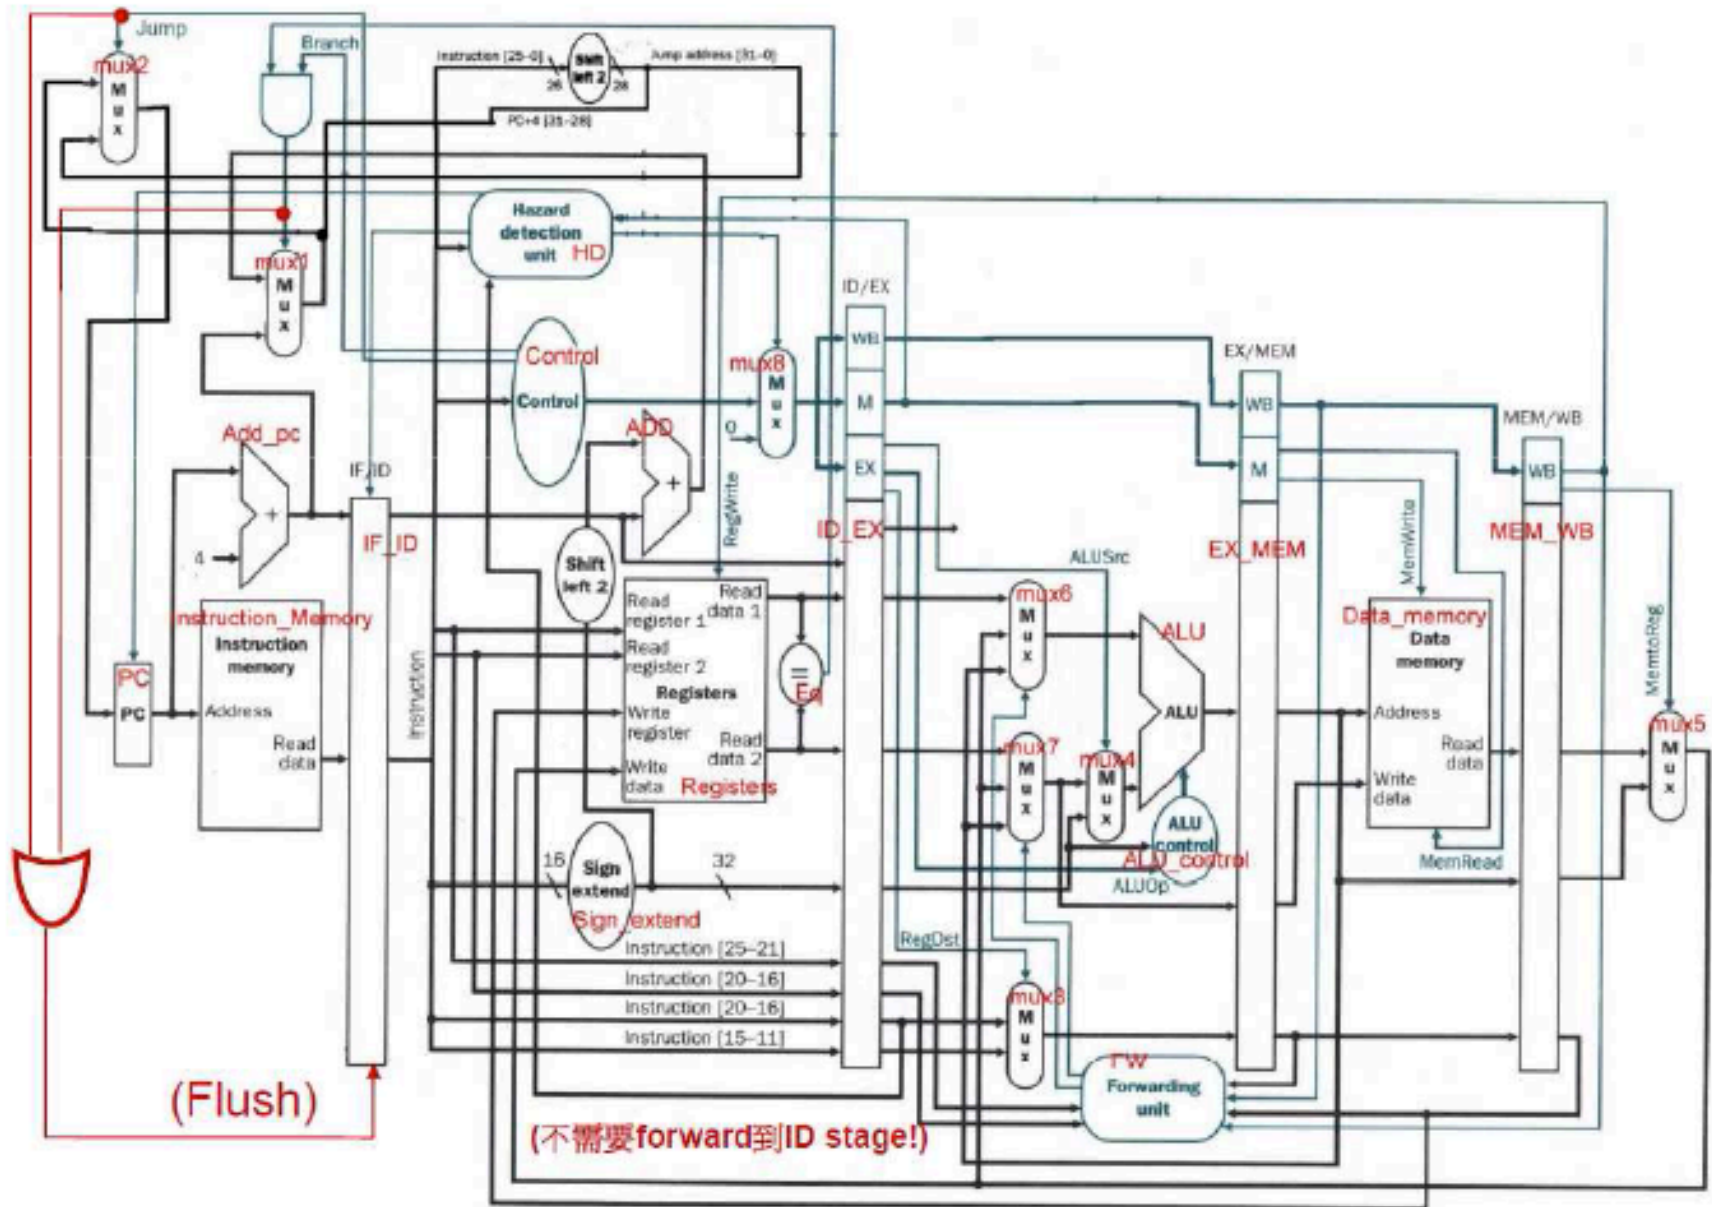 Jump
mux2
M
u
x
Branch
Instruction [25–0]
26
Shift
left 2
28
Jump address [31–0]
PC+4 [31–28]
Hazard
detection
unit
HD
mux1
M
u
x
ID/EX
WB
M
EX
Control
Control
mux8
M
u
x
0
EX/MEM
WB
M
MEM/WB
WB
Add_pc
+
4
IF/ID
IF_ID
ADD
+
RegWrite
ID_EX
EX_MEM
MEM_WB
Shift
left 2
ALUSrc
MemWrite
MemtoReg
nstruction_Memory
Instruction
memory
Address
Read
data
PC
PC
Instruction
Read
register 1
Read
data 1
Read
register 2
Registers
Write
register
Read
data 2
Write
data
Registers
=
Eq
mux6
M
u
x
mux7
M
u
x
mux4
M
u
x
ALU
ALU
ALU
control
ALU_control
ALUOp
Data_memory
Data
memory
Address
Read
data
Write
data
MemRead
mux5
M
u
x
16
Sign
extend
32
Sign_extend
Instruction [25–21]
Instruction [20–16]
Instruction [20–16]
Instruction [15–11]
RegDst
mux3
M
u
x
FW
Forwarding
unit
(Flush)
(不需要forward到ID stage!)